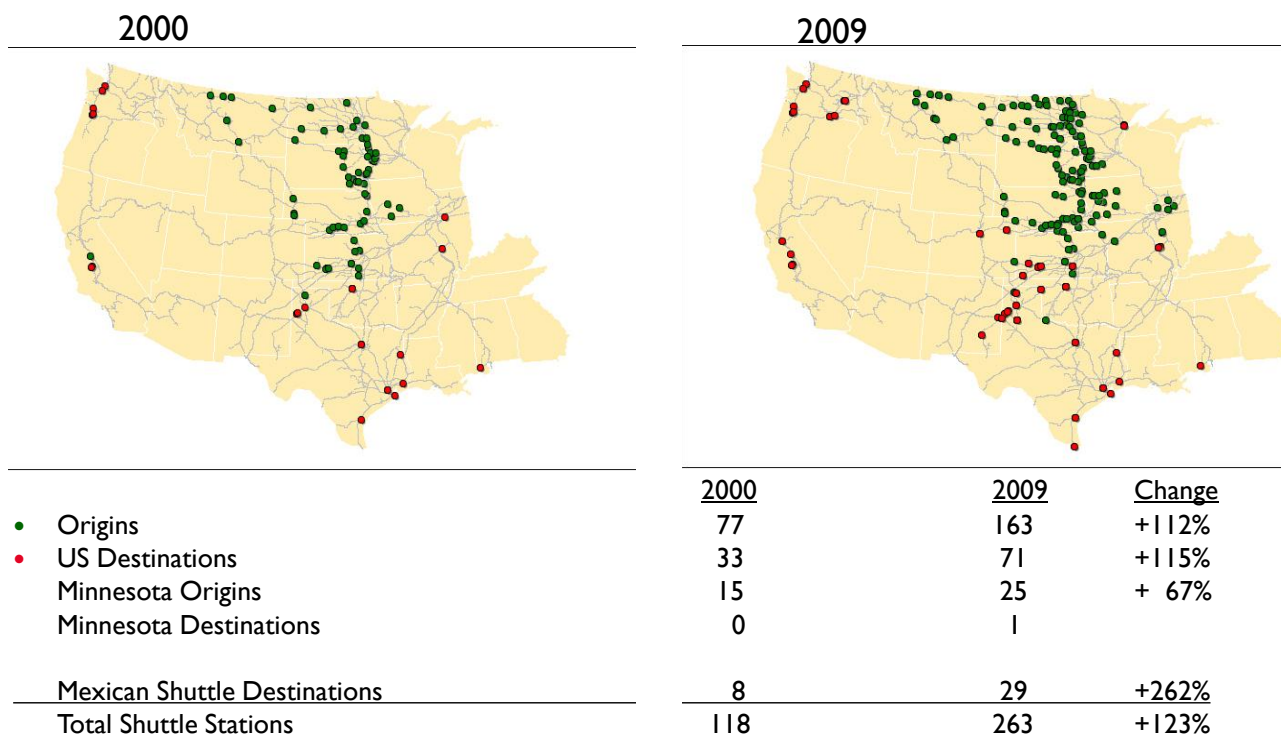 2000 2009
2000 2009 Change
Origins 77 163 +112%
US Destinations 33 71 +115%
Minnesota Origins 15 25 + 67%
Minnesota Destinations 0 1
Mexican Shuttle Destinations 8 29 +262%
Total Shuttle Stations 118 263 +123%